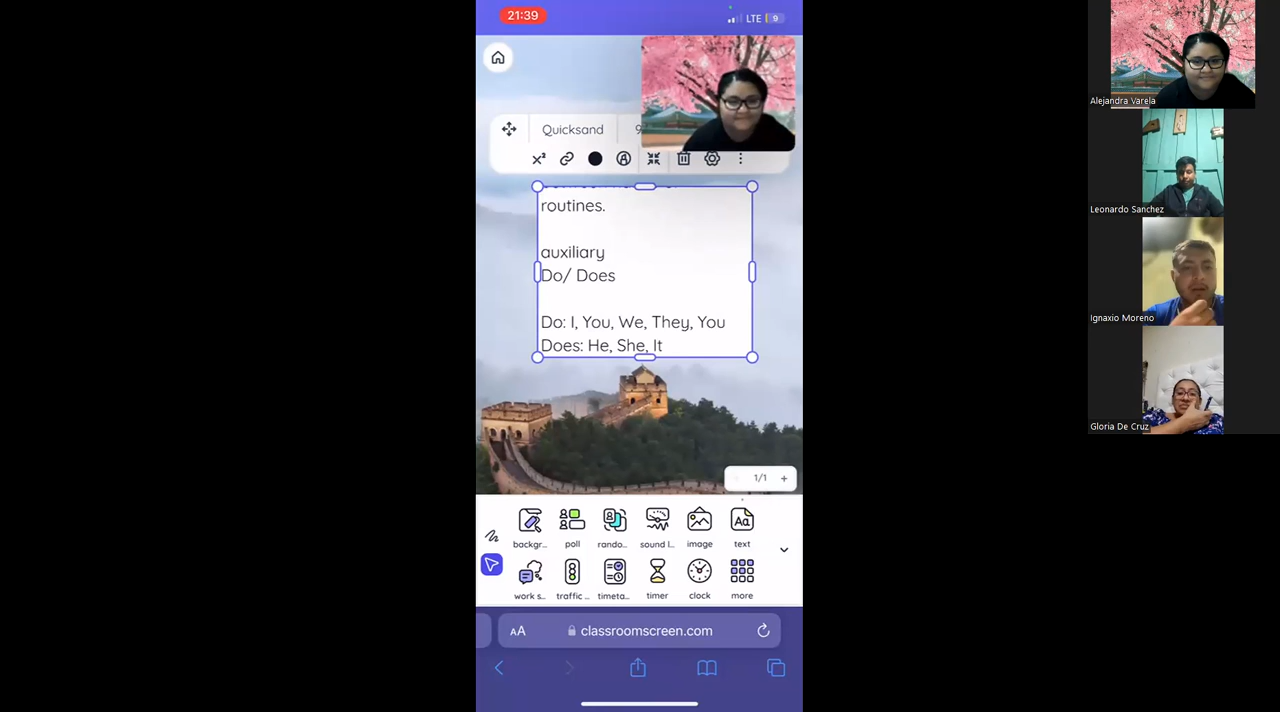 21:39
LTE 9
Quicksand
routines.
auxiliary
Do/ Does
Do: I, You, We, They, You
Does: He, She, It
1/1 +
backgr...
poll
rando...
sound l...
image
text
work s...
traffic ...
timeta...
timer
clock
more
AA
classroomscreen.com
Alejandra Varela
Leonardo Sanchez
Ignaxio Moreno
Gloria De Cruz